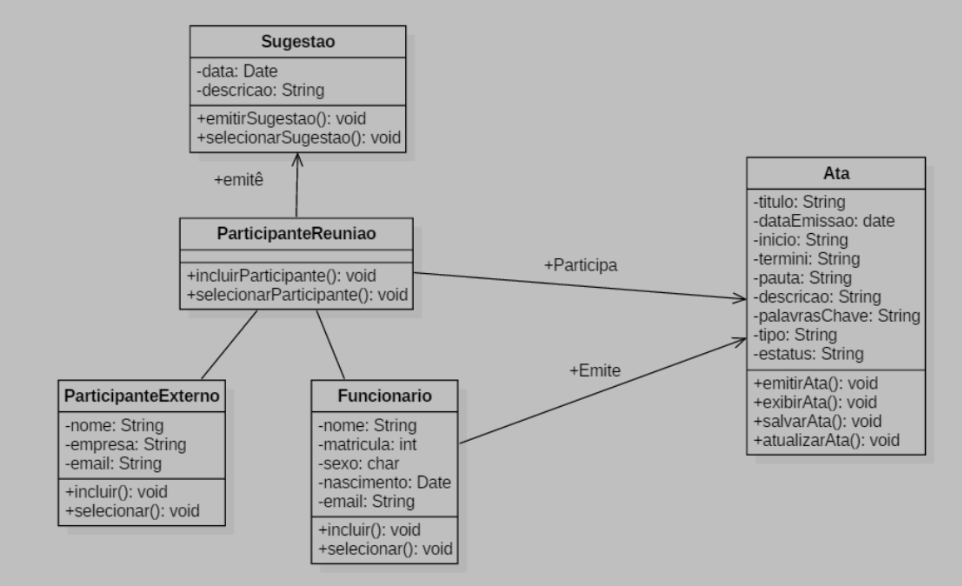 Sugestao
-data: Date
-descricao: String
+emitirSugestao(): void
+selecionarSugestao(): void
+emitê
ParticipanteReuniao
+incluirParticipante(): void
+selecionarParticipante(): void
+Participa
Ata
-titulo: String
-dataEmissao: date
-inicio: String
-termini: String
-pauta: String
-descricao: String
-palavrasChave: String
-tipo: String
-estatus: String
+emitirAta(): void
+exibirAta(): void
+salvarAta(): void
+atualizarAta(): void
+Emite
ParticipanteExterno
-nome: String
-empresa: String
-email: String
+incluir(): void
+selecionar(): void
Funcionario
-nome: String
-matricula: int
-sexo: char
-nascimento: Date
-email: String
+incluir(): void
+selecionar(): void